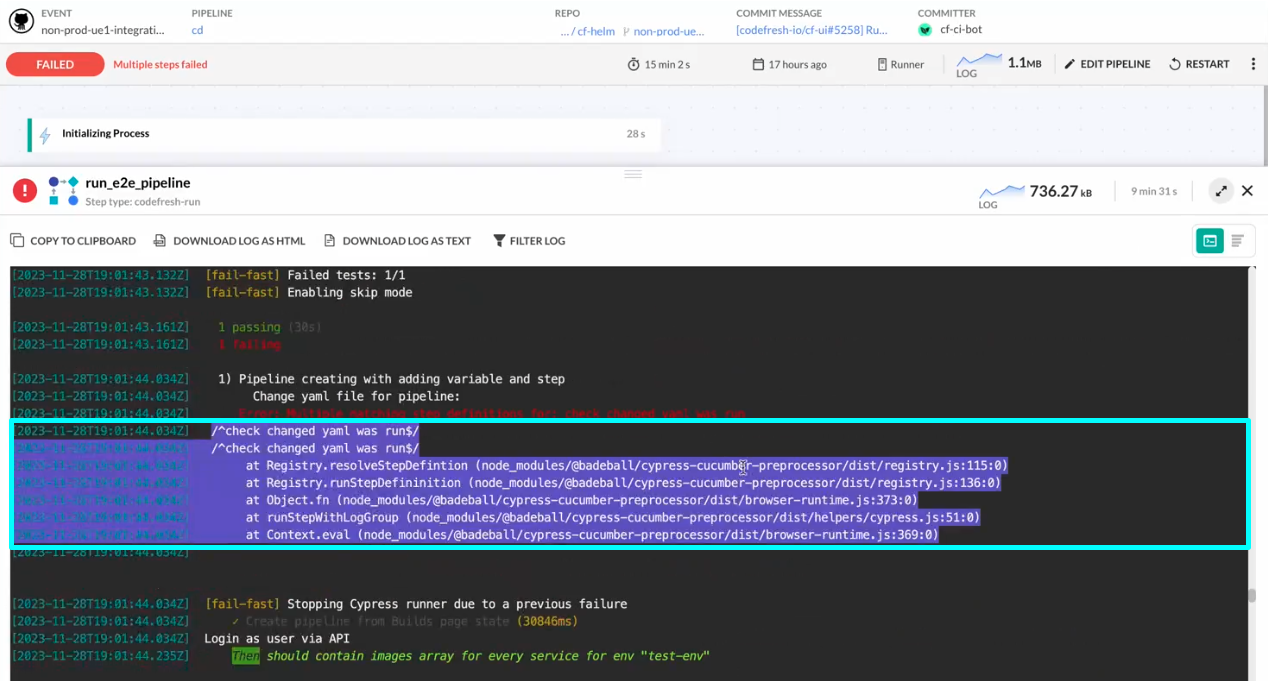 EVENT
non-prod-ue1-integrati...
PIPELINE
cd
REPO
... / cf-helm
non-prod-ue...
COMMIT MESSAGE
[codefresh-io/cf-ui#5258] Ru...
COMMITTER
cf-ci-bot
FAILED
Multiple steps failed
15 min 2 s
17 hours ago
Runner
LOG
1.1MB
EDIT PIPELINE
RESTART
Initializing Process
28 s
run_e2e_pipeline
Step type: codefresh-run
LOG
736.27 kB
9 min 31 s
COPY TO CLIPBOARD
DOWNLOAD LOG AS HTML
DOWNLOAD LOG AS TEXT
FILTER LOG
[2023-11-28T19:01:43.132Z] [fail-fast] Failed tests: 1/1
[2023-11-28T19:01:43.132Z] [fail-fast] Enabling skip mode
[2023-11-28T19:01:43.161Z] 1 passing (30s)
[2023-11-28T19:01:43.161Z] 1 failing
[2023-11-28T19:01:44.034Z] 1) Pipeline creating with adding variable and step
[2023-11-28T19:01:44.034Z] Change yaml file for pipeline:
[2023-11-28T19:01:44.034Z] Error: Multiple matching step definitions for: check changed yaml was run
[2023-11-28T19:01:44.034Z] /^check changed yaml was run$/
/^check changed yaml was run$/
at Registry.resolveStepDefintion (node_modules/@badeball/cypress-cucumber-preprocessor/dist/registry.js:115:0)
at Registry.runStepDefininition (node_modules/@badeball/cypress-cucumber-preprocessor/dist/registry.js:136:0)
at Object.fn (node_modules/@badeball/cypress-cucumber-preprocessor/dist/browser-runtime.js:373:0)
at runStepWithLogGroup (node_modules/@badeball/cypress-cucumber-preprocessor/dist/helpers/cypress.js:51:0)
at Context.eval (node_modules/@badeball/cypress-cucumber-preprocessor/dist/browser-runtime.js:369:0)
[2023-11-28T19:01:44.034Z]
[2023-11-28T19:01:44.034Z] [fail-fast] Stopping Cypress runner due to a previous failure
[2023-11-28T19:01:44.034Z] ✓ Create pipeline from Builds page state (30846ms)
[2023-11-28T19:01:44.034Z] Login as user via API
[2023-11-28T19:01:44.235Z] Then should contain images array for every service for env "test-env"